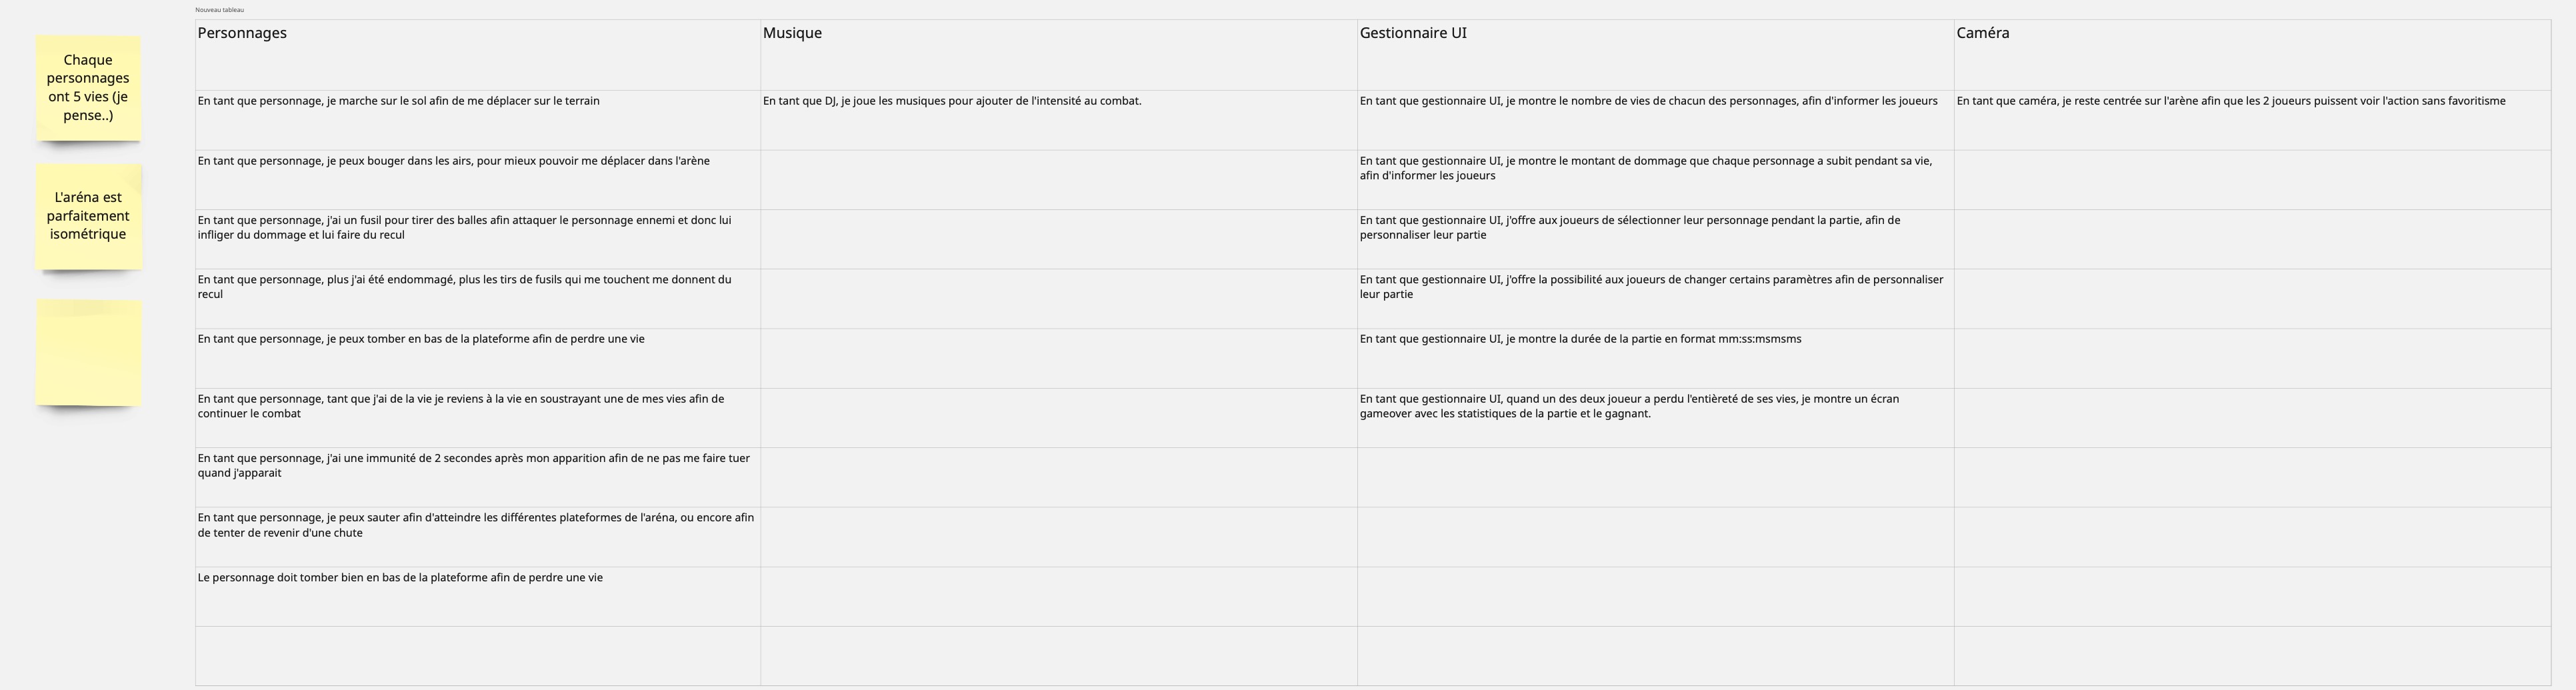 Nouveau tableau
Chaque
personnages
ont 5 vies (je
pense..)
L'aréna est
parfaitement
isométrique
Personnages
Musique
Gestionnaire UI
Caméra
En tant que personnage, je marche sur le sol afin de me déplacer sur le terrain
En tant que DJ, je joue les musiques pour ajouter de l'intensité au combat.
En tant que gestionnaire UI, je montre le nombre de vies de chacun des personnages, afin d'informer les joueurs
En tant que caméra, je reste centrée sur l'arène afin que les 2 joueurs puissent voir l'action sans favoritisme
En tant que personnage, je peux bouger dans les airs, pour mieux pouvoir me déplacer dans l'arène
En tant que gestionnaire UI, je montre le montant de dommage que chaque personnage a subit pendant sa vie,
afin d'informer les joueurs
En tant que personnage, j'ai un fusil pour tirer des balles afin attaquer le personnage ennemi et donc lui
infliger du dommage et lui faire du recul
En tant que gestionnaire UI, j'offre aux joueurs de sélectionner leur personnage pendant la partie, afin de
personnaliser leur partie
En tant que personnage, plus j'ai été endommagé, plus les tirs de fusils qui me touchent me donnent du
recul
En tant que gestionnaire UI, j'offre la possibilité aux joueurs de changer certains paramètres afin de personnaliser
leur partie
En tant que personnage, je peux tomber en bas de la plateforme afin de perdre une vie
En tant que gestionnaire UI, je montre la durée de la partie en format mm:ss:msmsms
En tant que personnage, tant que j'ai de la vie je reviens à la vie en soustrayant une de mes vies afin de
continuer le combat
En tant que gestionnaire UI, quand un des deux joueur a perdu l'entièreté de ses vies, je montre un écran
gameover avec les statistiques de la partie et le gagnant.
En tant que personnage, j'ai une immunité de 2 secondes après mon apparition afin de ne pas me faire tuer
quand j'apparait
En tant que personnage, je peux sauter afin d'atteindre les différentes plateformes de l'aréna, ou encore afin
de tenter de revenir d'une chute
Le personnage doit tomber bien en bas de la plateforme afin de perdre une vie